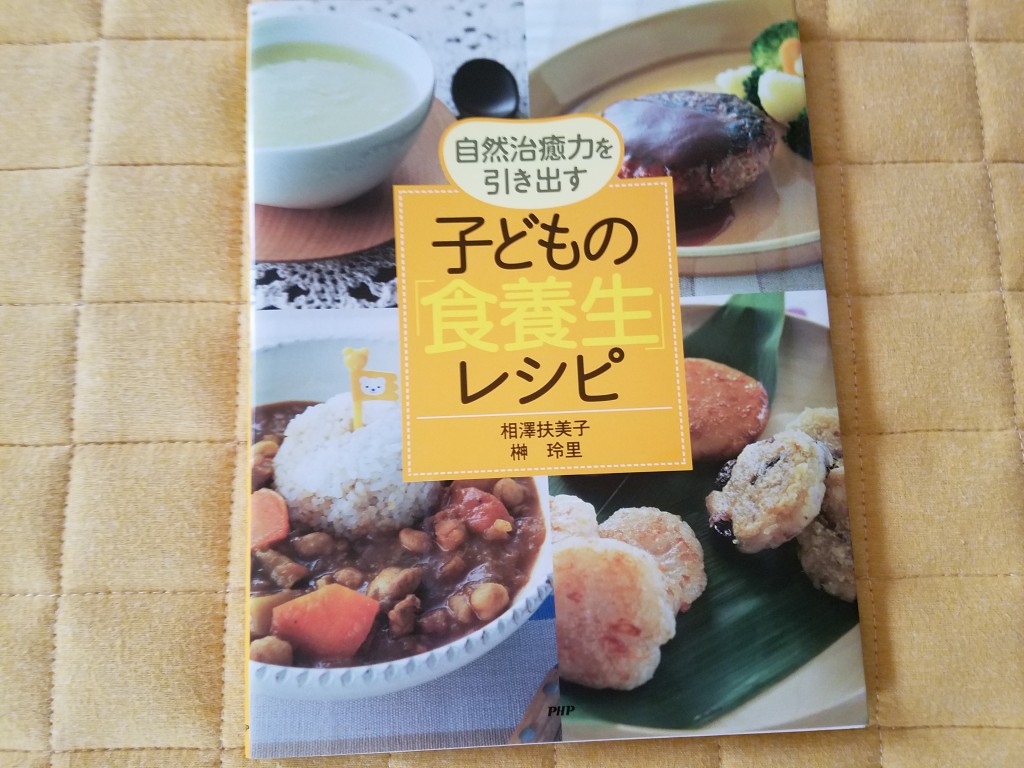 自然治癒力を
引き出す
子どもの
「食養生」
レシピ
相澤扶美子
榊 玲里
PHP